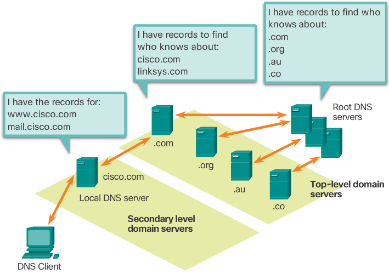 I have records to find
who knows about:
.com
.org
.au
.co
I have records to find
who knows about:
cisco.com
linksys.com
I have the records for:
www.cisco.com
mail.cisco.com
Root DNS
servers
.com
.org
.au
.co
cisco.com
Local DNS server
Top-level domain
servers
Secondary level
domain servers
DNS Client